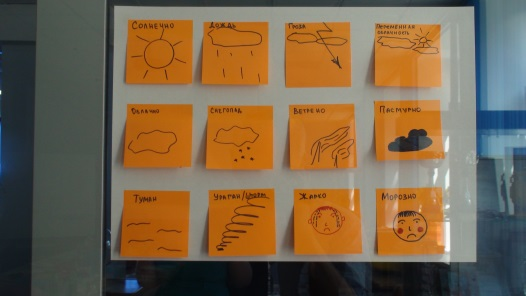 Солнечно
Дождь
Гроза
Переменная
облачность
Облачно
Снегопад
Ветрено
Пасмурно
Туман
Ураган/
Жарко
Морозно